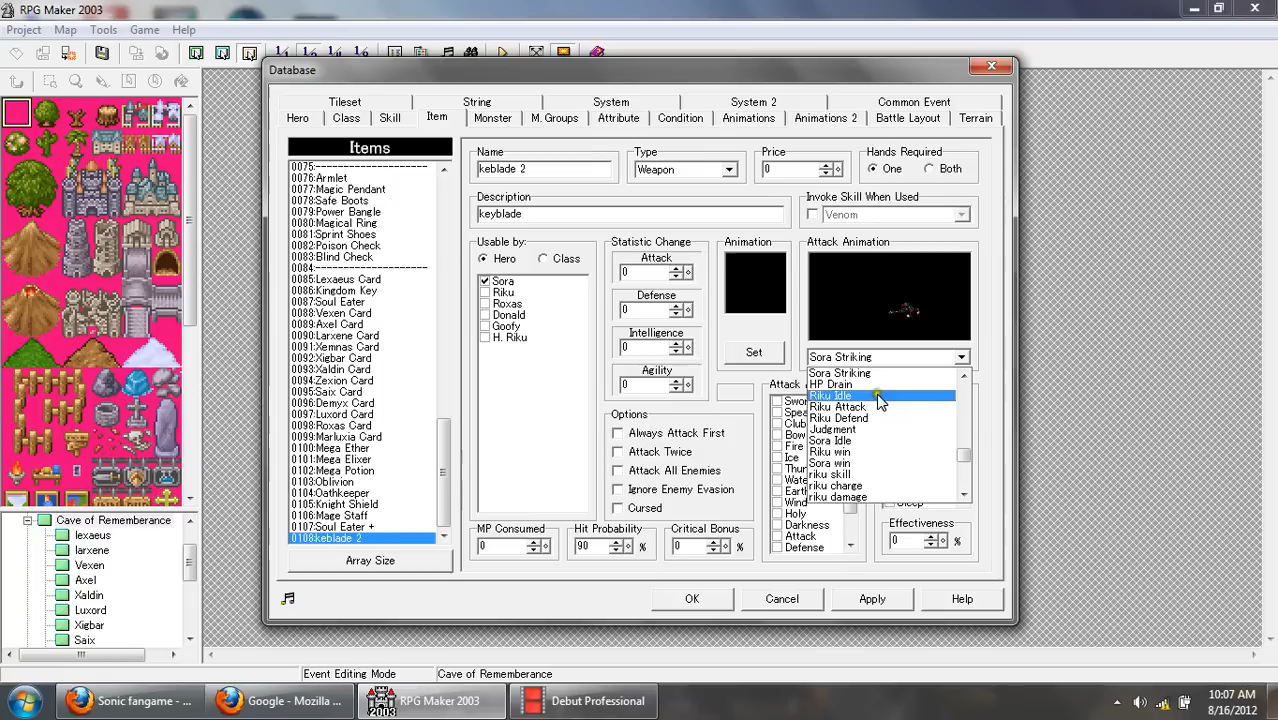 RPG Maker 2003
Project Map Tools Game Help
Database
Tileset String System System 2 Common Event
Hero Class Skill Item Monster M. Groups Attribute Condition Animations Animations 2 Battle Layout Terrain
Items
0075:--------------------
0076:Armlet
0077:Magic Pendant
0078:Safe Boots
0079:Power Bangle
0080:Magical Ring
0081:Sprint Shoes
0082:Poison Check
0083:Blind Check
0084:--------------------
0085:Lexaeus Card
0086:Kingdom Key
0087:Soul Eater
0088:Vexen Card
0089:Axel Card
0090:Larxene Card
0091:Xemnas Card
0092:Xigbar Card
0093:Xaldin Card
0094:Zexion Card
0095:Saix Card
0096:Demyx Card
0097:Luxord Card
0098:Roxas Card
0099:Marluxia Card
0100:Mega Ether
0101:Mega Elixer
0102:Mega Potion
0103:Oblivion
0104:Oathkeeper
0105:Knight Shield
0106:Mage Staff
0107:Soul Eater +
0108:keblade 2
Array Size
Name
keblade 2
Type
Weapon
Price
0
Hands Required
One Both
Description
keyblade
Invoke Skill When Used
Venom
Usable by:
Hero Class
Sora
Riku
Roxas
Donald
Goofy
H. Riku
Statistic Change
Attack
0
Defense
0
Intelligence
0
Agility
0
Animation
Set
Attack Animation
Sora Striking
Sora Striking
HP Drain
Riku Idle
Riku Attack
Riku Defend
Judgment
Sora Idle
Riku win
Sora win
riku skill
riku charge
riku damage
Options
Always Attack First
Attack Twice
Attack All Enemies
Ignore Enemy Evasion
Cursed
Attack
Holy
Darkness
Attack
Defense
MP Consumed
0
Hit Probability
90 %
Critical Bonus
0 %
Effectiveness
0 %
OK Cancel Apply Help
Cave of Rememberance
lexaeus
larxene
Vexen
Axel
Xaldin
Luxord
Xigbar
Saix
Event Editing Mode Cave of Rememberance
Sonic fangame - ... Google - Mozilla ... RPG Maker 2003 Debut Professional
10:07 AM
8/16/2012